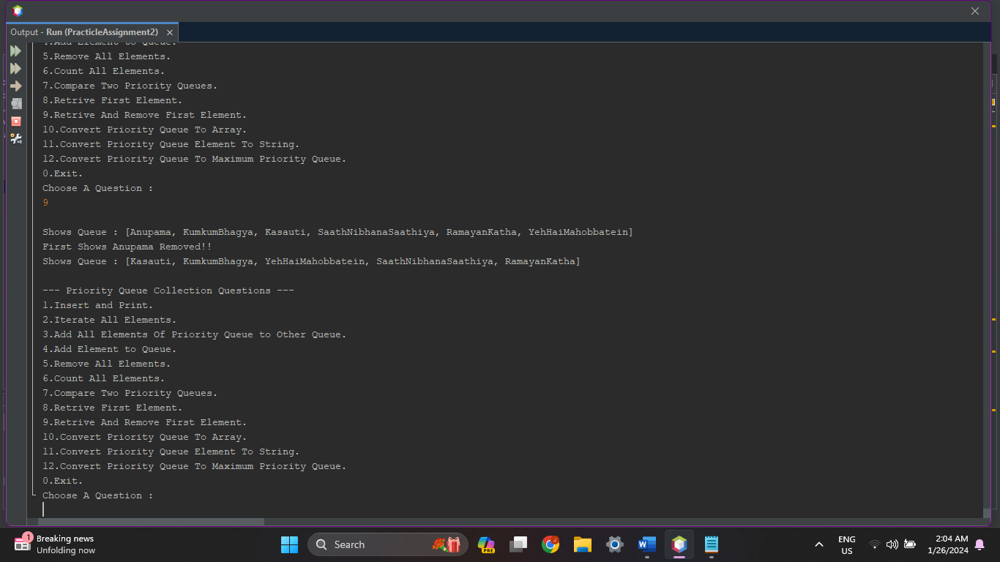 Output - Run (PracticleAssignment2)
4.Add Element to Queue.
5.Remove All Elements.
6.Count All Elements.
7.Compare Two Priority Queues.
8.Retrive First Element.
9.Retrive And Remove First Element.
10.Convert Priority Queue To Array.
11.Convert Priority Queue Element To String.
12.Convert Priority Queue To Maximum Priority Queue.
0.Exit.
Choose A Question :
9
Shows Queue : [Anupama, KumkumBhagya, Kasauti, SaathNibhanaSaathiya, RamayanKatha, YehHaiMahobbatein]
First Shows Anupama Removed!!
Shows Queue : [Kasauti, KumkumBhagya, YehHaiMahobbatein, SaathNibhanaSaathiya, RamayanKatha]
--- Priority Queue Collection Questions ---
1.Insert and Print.
2.Iterate All Elements.
3.Add All Elements Of Priority Queue to Other Queue.
4.Add Element to Queue.
5.Remove All Elements.
6.Count All Elements.
7.Compare Two Priority Queues.
8.Retrive First Element.
9.Retrive And Remove First Element.
10.Convert Priority Queue To Array.
11.Convert Priority Queue Element To String.
12.Convert Priority Queue To Maximum Priority Queue.
0.Exit.
Choose A Question :
1
Breaking news
Unfolding now
Search
PRE
ENG
US
2:04 AM
1/26/2024